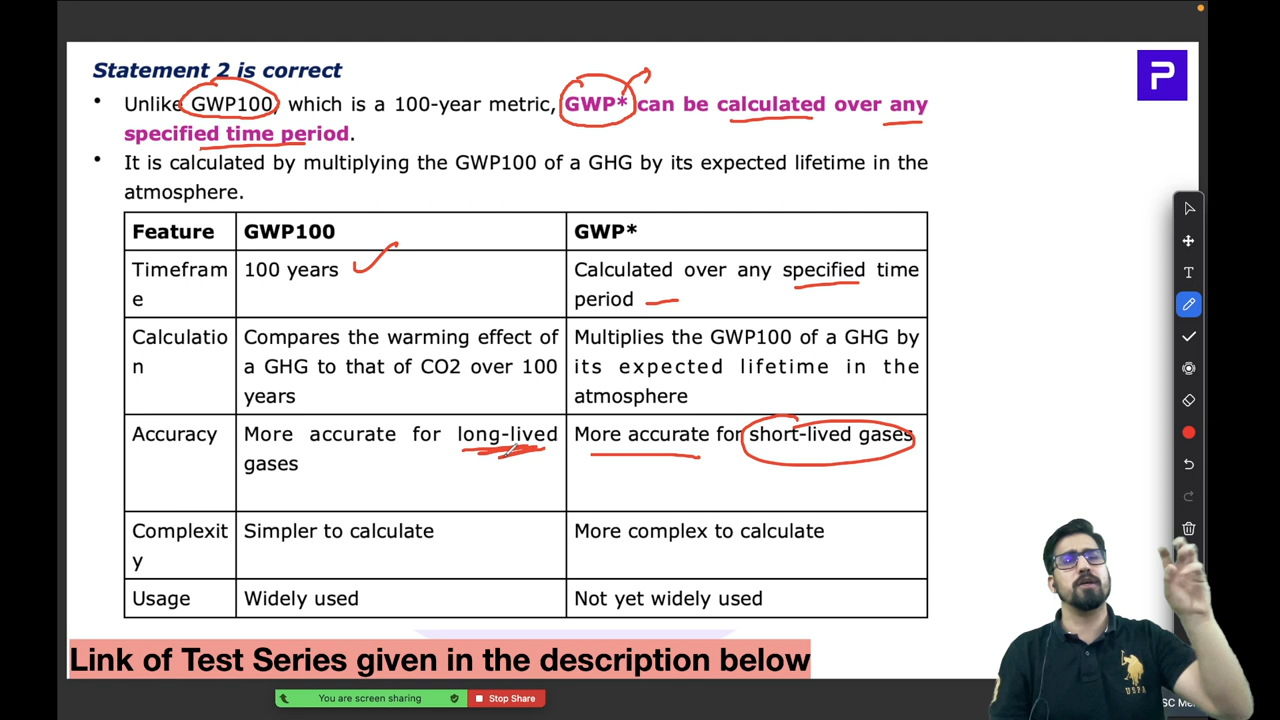 Statement 2 is correct
P
• Unlike GWP100, which is a 100-year metric, GWP* can be calculated over any
specified time period.
• It is calculated by multiplying the GWP100 of a GHG by its expected lifetime in the
atmosphere.
Feature GWP100 GWP*
Timefram 100 years Calculated over any specified time
e period
Calculatio Compares the warming effect of Multiplies the GWP100 of a GHG by
n a GHG to that of CO2 over 100 its expected lifetime in the
years atmosphere
Accuracy More accurate for long-lived More accurate for short-lived gases
gases
Complexit Simpler to calculate More complex to calculate
y
Usage Widely used Not yet widely used
Link of Test Series given in the description below
You are screen sharing Stop Share
T
USPA